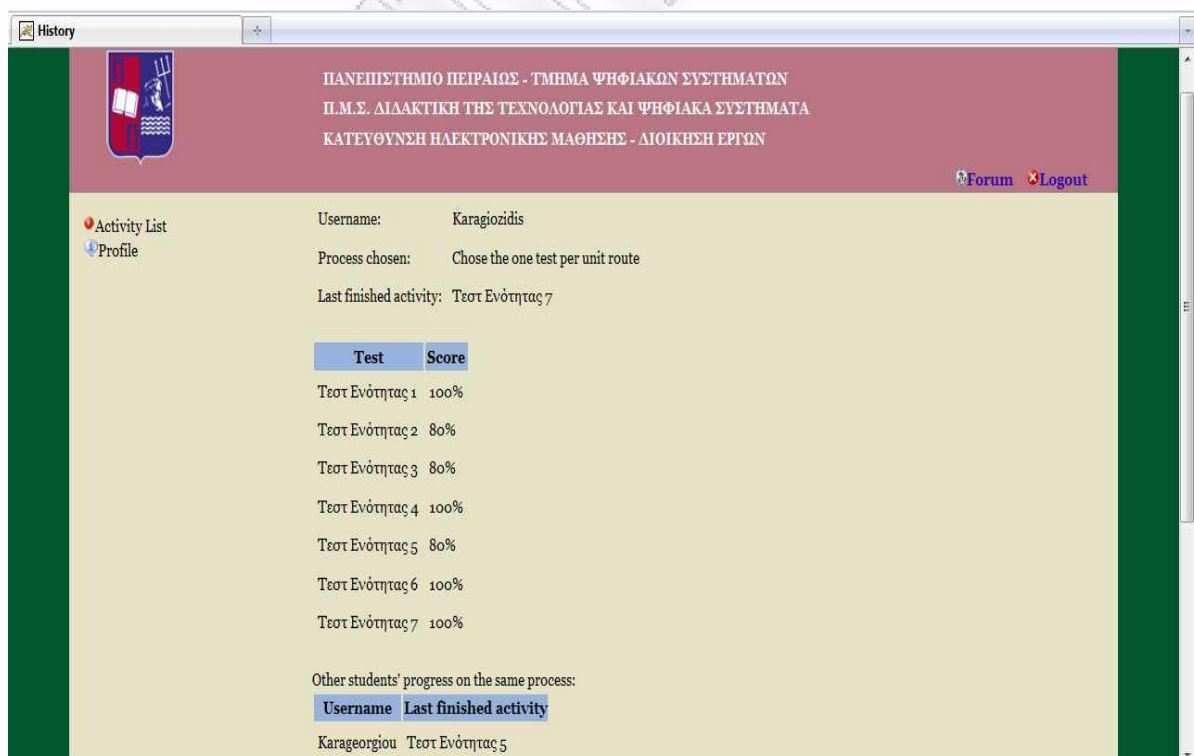 History
ΠΑΝΕΠΙΣΤΗΜΙΟ ΠΕΙΡΑΙΩΣ - ΤΜΗΜΑ ΨΗΦΙΑΚΩΝ ΣΥΣΤΗΜΑΤΩΝ
Π.Μ.Σ. ΔΙΔΑΚΤΙΚΗ ΤΗΣ ΤΕΧΝΟΛΟΓΙΑΣ ΚΑΙ ΨΗΦΙΑΚΑ ΣΥΣΤΗΜΑΤΑ
ΚΑΤΕΥΘΥΝΣΗ ΗΛΕΚΤΡΟΝΙΚΗΣ ΜΑΘΗΣΗΣ - ΔΙΟΙΚΗΣΗ ΕΡΓΩΝ
Forum Logout
Activity List
Profile
Username: Karagiozidis
Process chosen: Chose the one test per unit route
Last finished activity: Τεστ Ενότητας 7
Test Score
Τεστ Ενότητας 1 100%
Τεστ Ενότητας 2 80%
Τεστ Ενότητας 3 80%
Τεστ Ενότητας 4 100%
Τεστ Ενότητας 5 80%
Τεστ Ενότητας 6 100%
Τεστ Ενότητας 7 100%
Other students' progress on the same process:
Username Last finished activity
Karageorgiou Τεστ Ενότητας 5